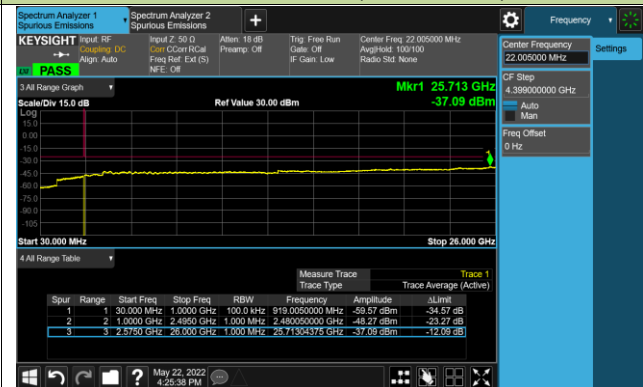 Spectrum Analyzer 1
Spurious Emissions
Spectrum Analyzer 2
Spurious Emissions
+
Frequency
KEYSIGHT
Input: RF
Coupling: DC
Align: Auto
Input Z: 50 Ω
Corr CCorr RCal
Freq Ref: Ext (S)
NFE: Off
Atten: 18 dB
Preamp: Off
Trig: Free Run
Gate: Off
IF Gain: Low
Center Freq: 22.005000 MHz
Avg|Hold: 100/100
Radio Std: None
PASS
3 All Range Graph
Scale/Div 15.0 dB
Ref Value 30.00 dBm
Mkr1 25.713 GHz
-37.09 dBm
Log
15.0
0.00
-15.0
-30.0
-45.0
-60.0
-75.0
-90.0
-105
1
Start 30.000 MHz
Stop 26.000 GHz
4 All Range Table
Measure Trace Trace 1
Trace Type Trace Average (Active)
Spur Range Start Freq Stop Freq RBW Frequency Amplitude ΔLimit
1 1 30.000 MHz 1.0000 GHz 100.0 kHz 919.0050000 MHz -59.57 dBm -34.57 dB
2 2 1.0000 GHz 2.4950 GHz 1.000 MHz 2.480050000 GHz -48.27 dBm -23.27 dB
3 3 2.5750 GHz 26.000 GHz 1.000 MHz 25.71304375 GHz -37.09 dBm -12.09 dB
Center Frequency
22.005000 MHz
Settings
CF Step
4.399000000 GHz
Auto
Man
Freq Offset
0 Hz
?
May 22, 2022
4:25:38 PM